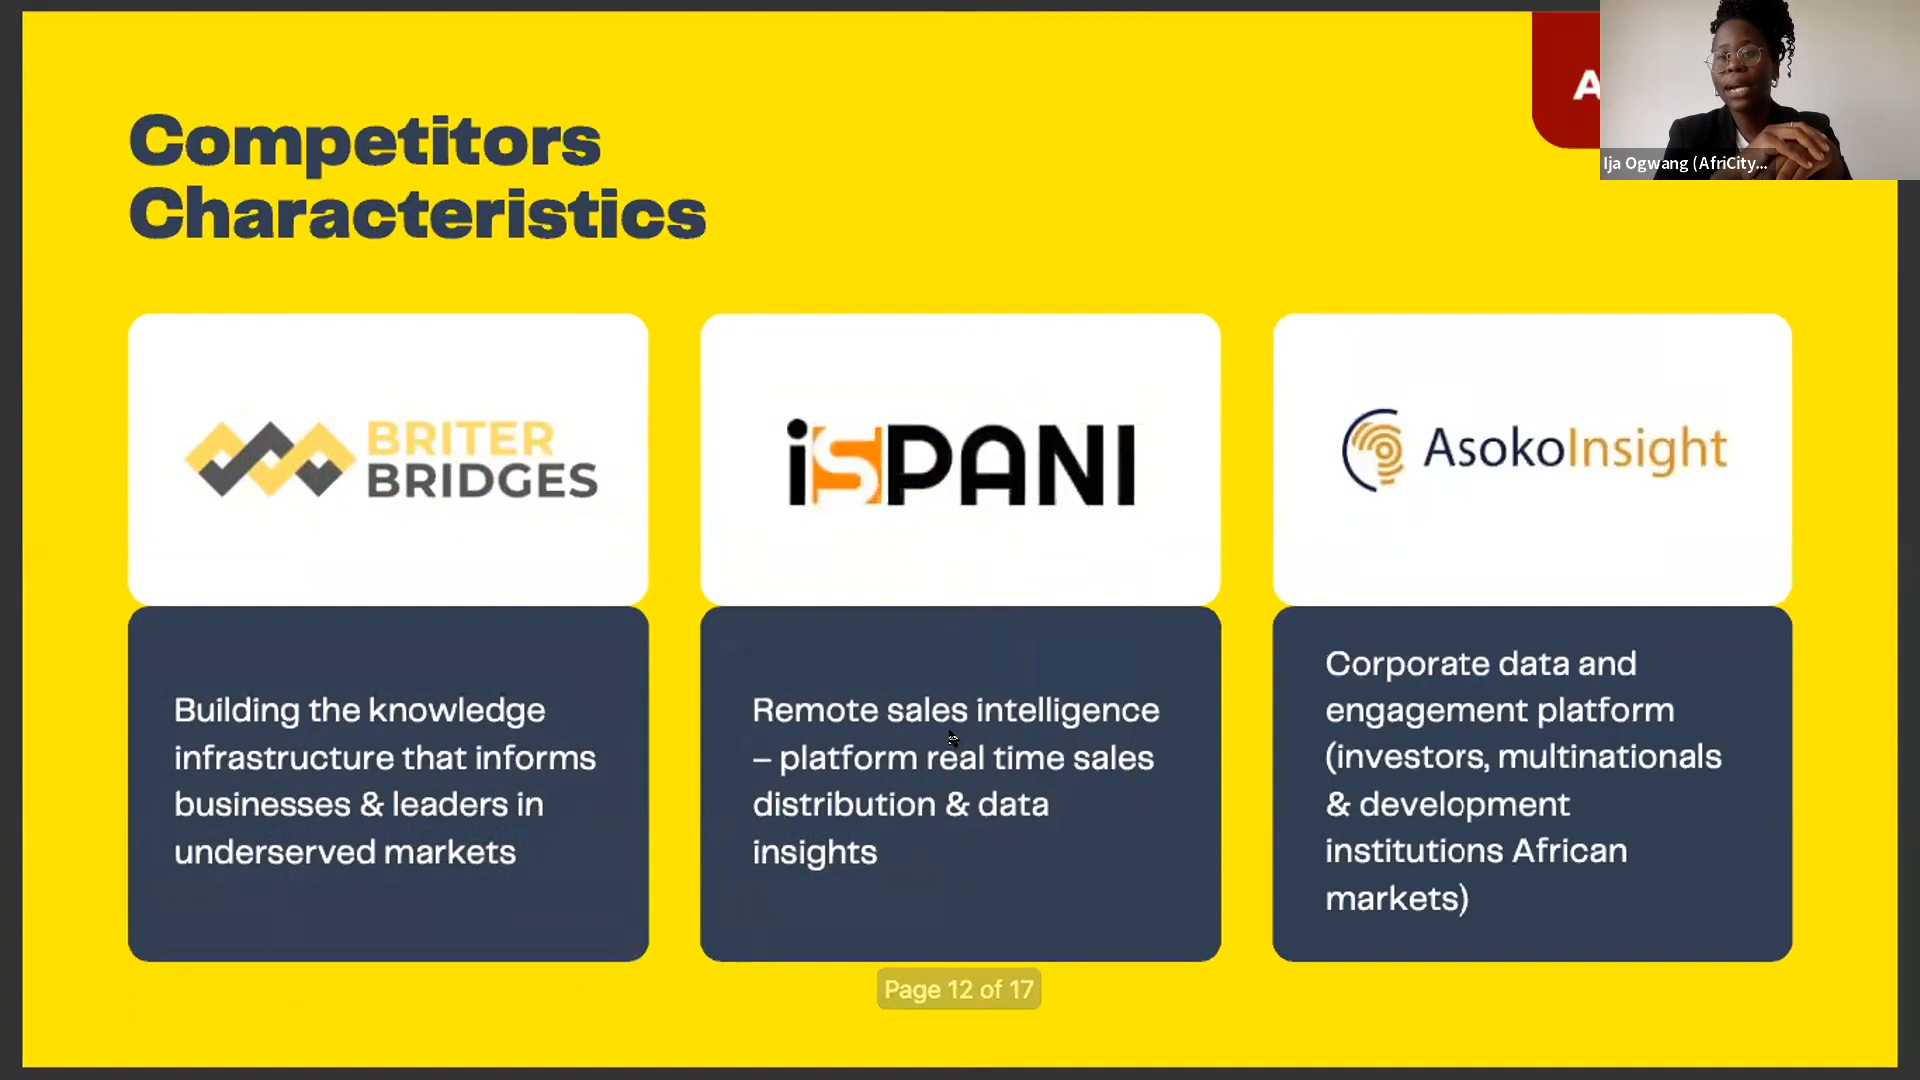 Competitors
Characteristics
A
Ija Ogwang (AfriCity...
BRITER
BRIDGES
iSPANI
AsokoInsight
Building the knowledge
infrastructure that informs
businesses & leaders in
underserved markets
Remote sales intelligence
– platform real time sales
distribution & data
insights
Corporate data and
engagement platform
(investors, multinationals
& development
institutions African
markets)
Page 12 of 17